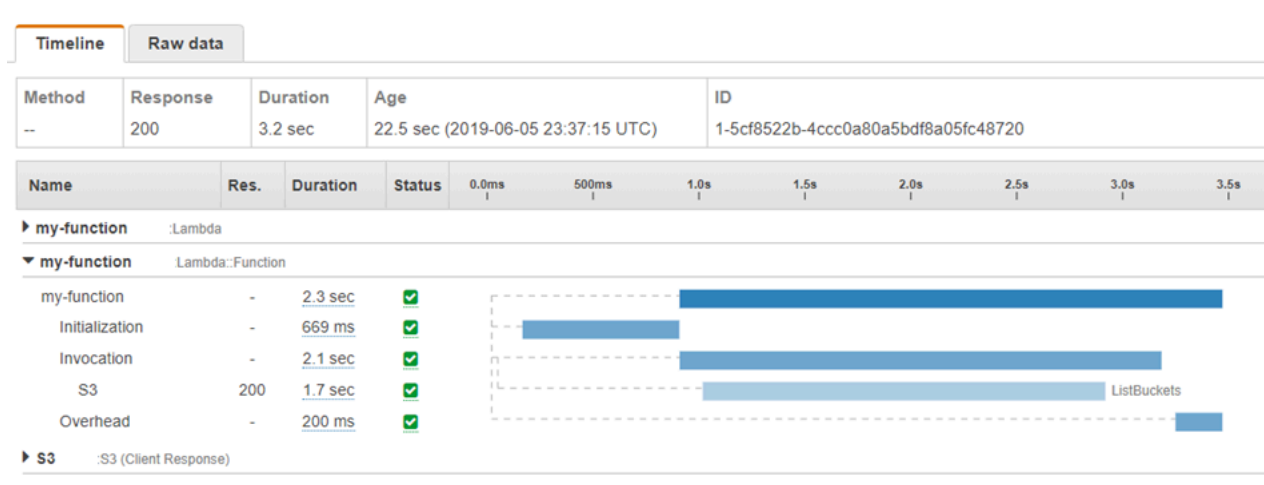 Timeline Raw data
Method Response Duration Age ID
-- 200 3.2 sec 22.5 sec (2019-06-05 23:37:15 UTC) 1-5cf8522b-4ccc0a80a5bdf8a05fc48720
Name Res. Duration Status 0.0ms 500ms 1.0s 1.5s 2.0s 2.5s 3.0s 3.5s
my-function :Lambda
my-function :Lambda::Function
my-function - 2.3 sec
Initialization - 669 ms
Invocation - 2.1 sec
S3 200 1.7 sec ListBuckets
Overhead - 200 ms
S3 :S3 (Client Response)